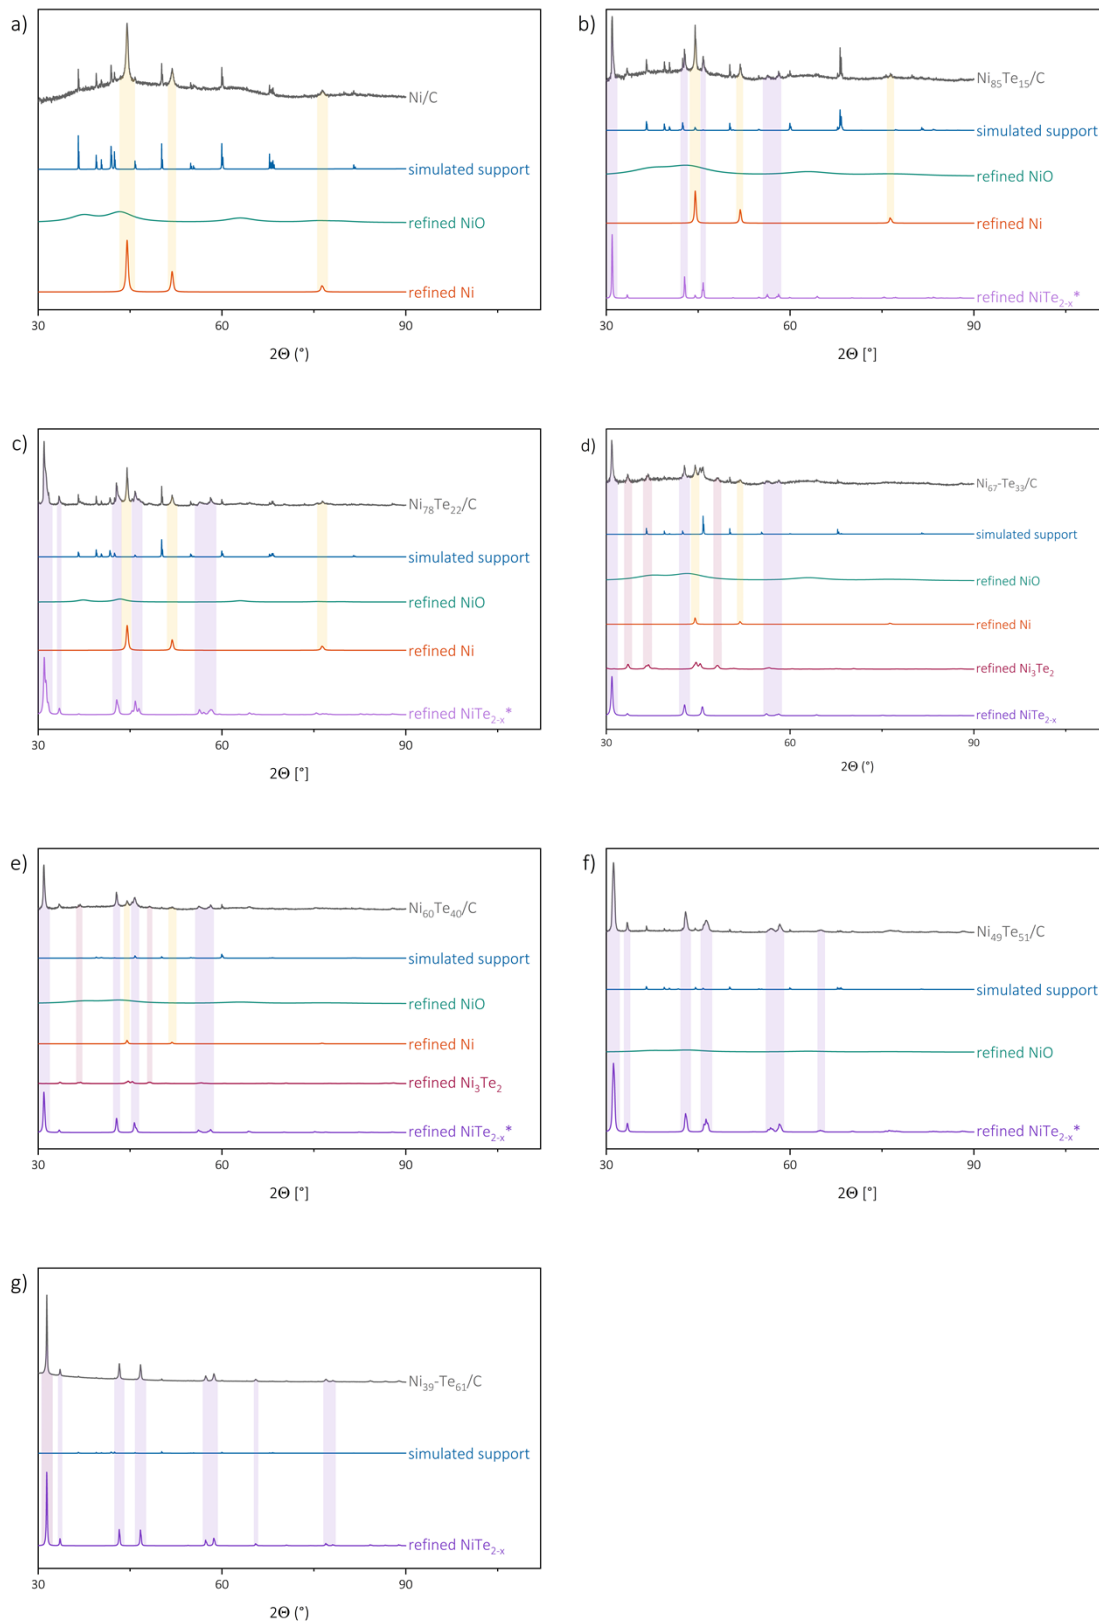 a)
Ni/C
simulated support
refined NiO
refined Ni
30 60 90
2Θ (°)
b)
Ni₈₅Te₁₅/C
simulated support
refined NiO
refined Ni
refined NiTe₂₋ₓ*
30 60 90
2Θ [°]
c)
Ni₇₈Te₂₂/C
simulated support
refined NiO
refined Ni
refined NiTe₂₋ₓ*
30 60 90
2Θ [°]
d)
Ni₆₇-Te₃₃/C
simulated support
refined NiO
refined Ni
refined Ni₃Te₂
refined NiTe₂₋ₓ
30 60 90
2Θ (°)
e)
Ni₆₀Te₄₀/C
simulated support
refined NiO
refined Ni
refined Ni₃Te₂
refined NiTe₂₋ₓ*
30 60 90
2Θ [°]
f)
Ni₄₉Te₅₁/C
simulated support
refined NiO
refined NiTe₂₋ₓ*
30 60 90
2Θ [°]
g)
Ni₃₉-Te₆₁/C
simulated support
refined NiTe₂₋ₓ
30 60 90
2Θ (°)